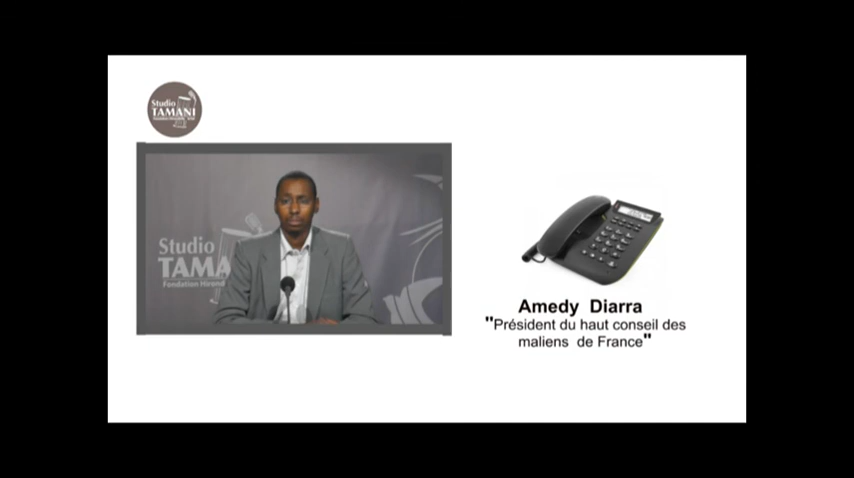 Studio
TAMANI
Studio
TAMA
Fondation Hirond
Amedy Diarra
"Président du haut conseil des
maliens de France"